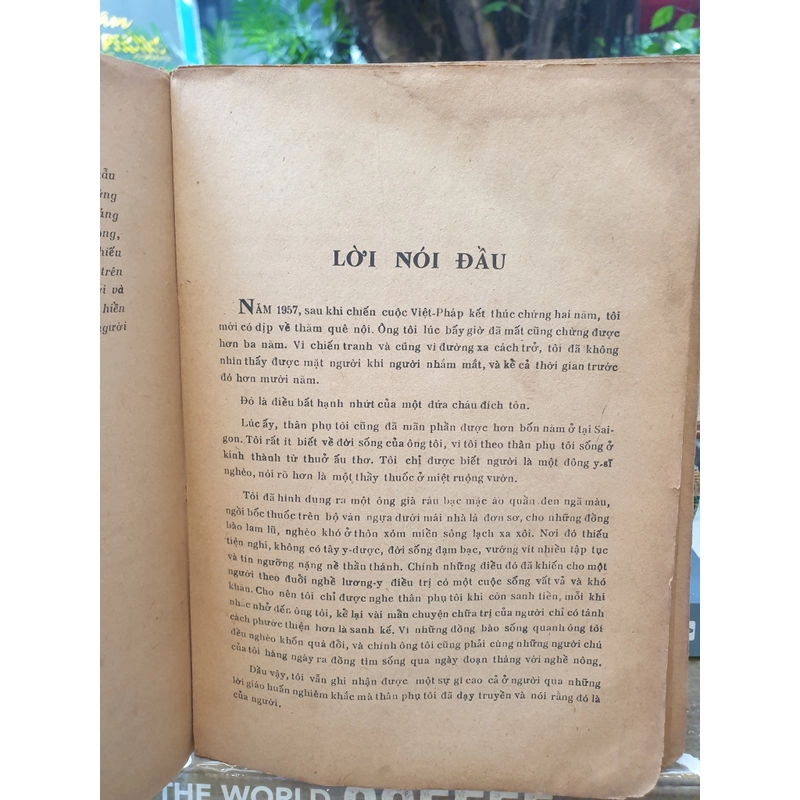 ẩu
ong,
hiếu
trên
ri và
hiền
người
LỜI NÓI ĐẦU
NĂM 1957, sau khi chiến cuộc Việt-Pháp kết thúc chừng hai năm, tôi
mới có dịp về thăm quê nội. Ông tôi lúc bấy giờ đã mất cũng chừng được
hơn ba năm. Vì chiến tranh và cũng vì đường xa cách trở, tôi đã không
nhìn thấy được mặt người khi người nhắm mắt, và kể cả thời gian trước
đó hơn mười năm.
Đó là điều bất hạnh nhứt của một đứa cháu đích tôn.
Lúc ấy, thân phụ tôi cũng đã mãn phần được hơn bốn năm ở tại Sai-
gon. Tôi rất ít biết về đời sống của ông tôi, vì tôi theo thân phụ tôi sống ở
kinh thành từ thuở ấu thơ. Tôi chỉ được biết người là một đông y-sĩ
nghèo, nói rõ hơn là một thầy thuốc ở miệt ruộng vườn.
Tôi đã hình dung ra một ông già râu bạc mặc áo quần đen ngã màu,
ngồi bốc thuốc trên bộ ván ngựa dưới mái nhà lá đơn sơ, cho những đồng
bào lam lũ, nghèo khó ở thôn xóm miền sông lạch xa xôi. Nơi đó thiếu
tiện nghi, không có tây y-dược, đời sống đạm bạc, vướng vít nhiều tập tục
và tín ngưỡng nặng nề thần thánh. Chính những điều đó đã khiến cho một
người theo đuổi nghề lương-y điều trị có một cuộc sống vất vả và khó
khăn. Cho nên tôi chỉ được nghe thân phụ tôi khi còn sanh tiền, mỗi khi
nhắc nhở đến ông tôi, kể lại vài mẩu chuyện chữa trị của người chỉ có tánh
cách phước thiện hơn là sanh kế. Vì những đồng bào sống quanh ông tôi
đều nghèo khốn quá đổi, và chính ông tôi cũng phải cùng những người chú
của tôi hàng ngày ra đồng tìm sống qua ngày đoạn tháng với nghề nông.
Dầu vậy, tôi vẫn ghi nhận được một sự gì cao cả ở người qua những
lời giáo huấn nghiêm khắc mà thân phụ tôi đã dạy truyền và nói rằng đó là
của người.
THE WORLD